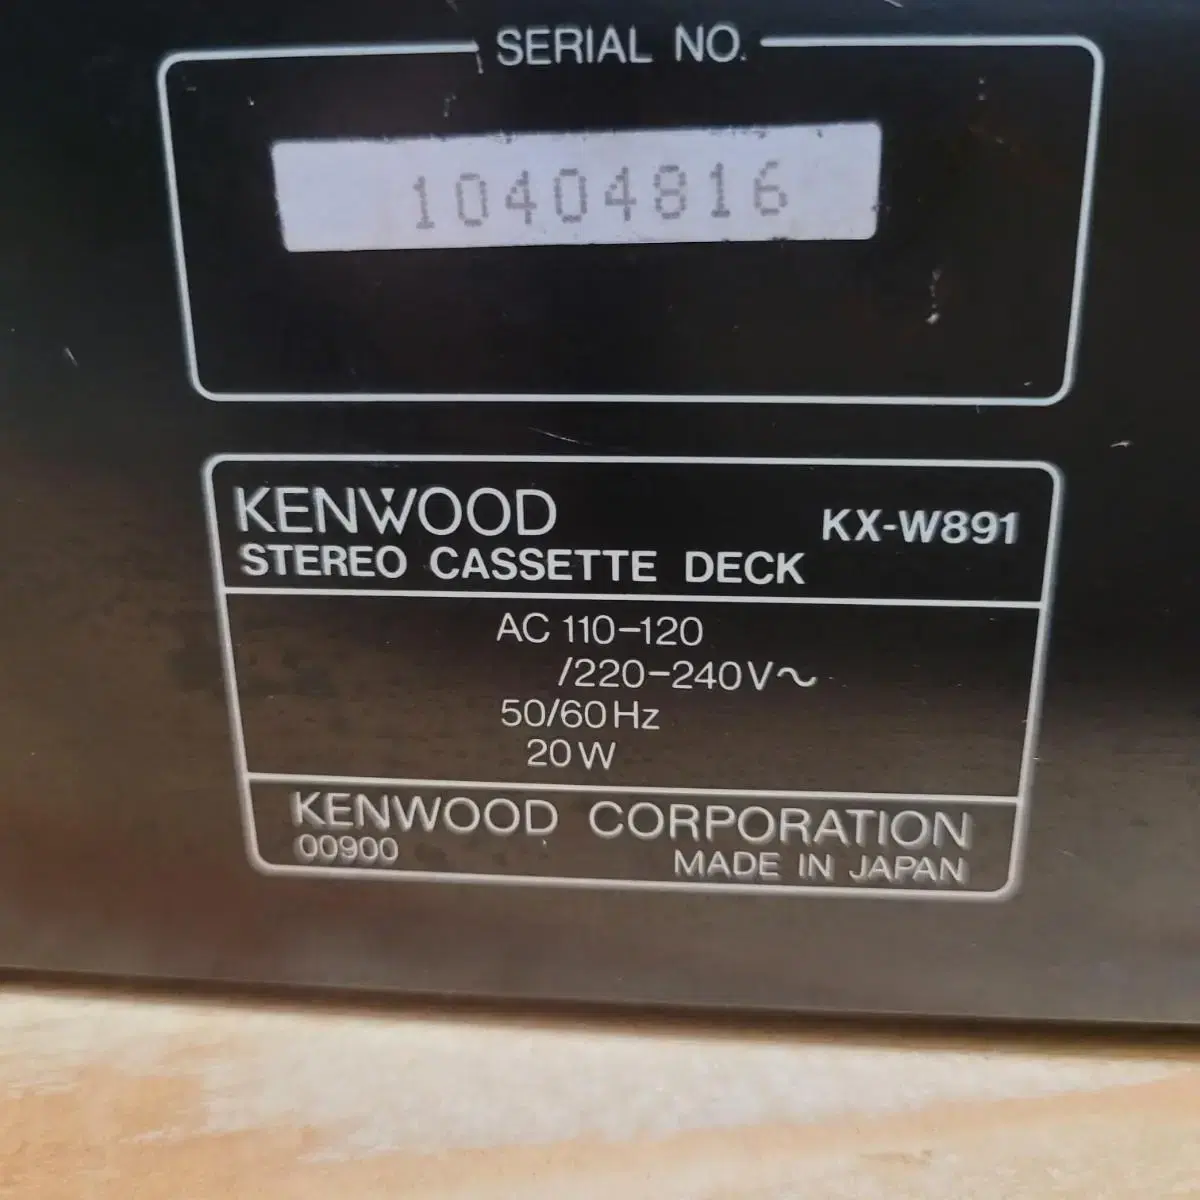 SERIAL NO.
10404816
KENWOOD
KX-W891
STEREO CASSETTE DECK
AC 110-120
/220-240V~
50/60Hz
20W
KENWOOD CORPORATION
00900
MADE IN JAPAN